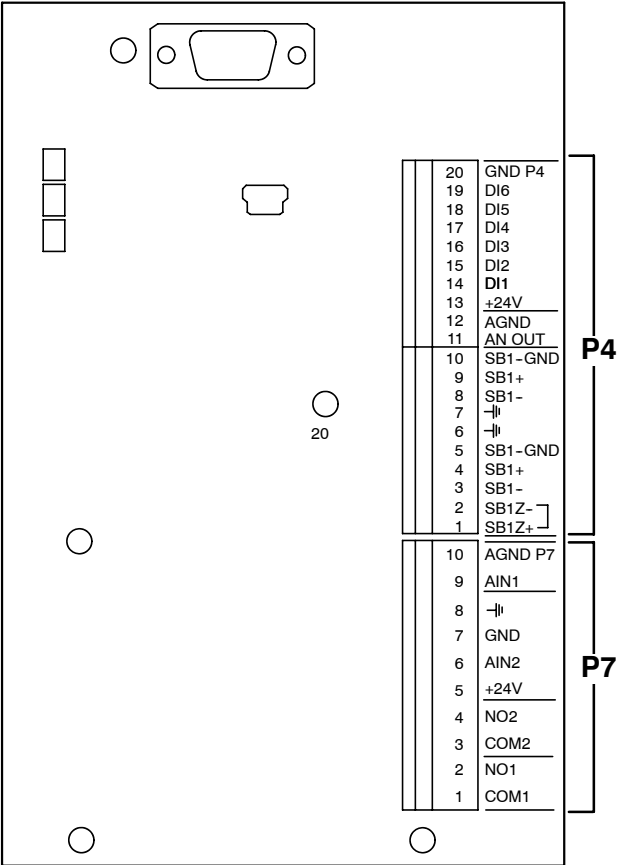 20 GND P4
19 DI6
18 DI5
17 DI4
16 DI3
15 DI2
14 DI1
13 +24V
12 AGND
11 AN OUT
P4
10 SB1-GND
9 SB1+
8 SB1-
7
6
5 SB1-GND
4 SB1+
3 SB1-
2 SB1Z-
1 SB1Z+
20
10 AGND P7
9 AIN1
8
7 GND
6 AIN2
P7
5 +24V
4 NO2
3 COM2
2 NO1
1 COM1